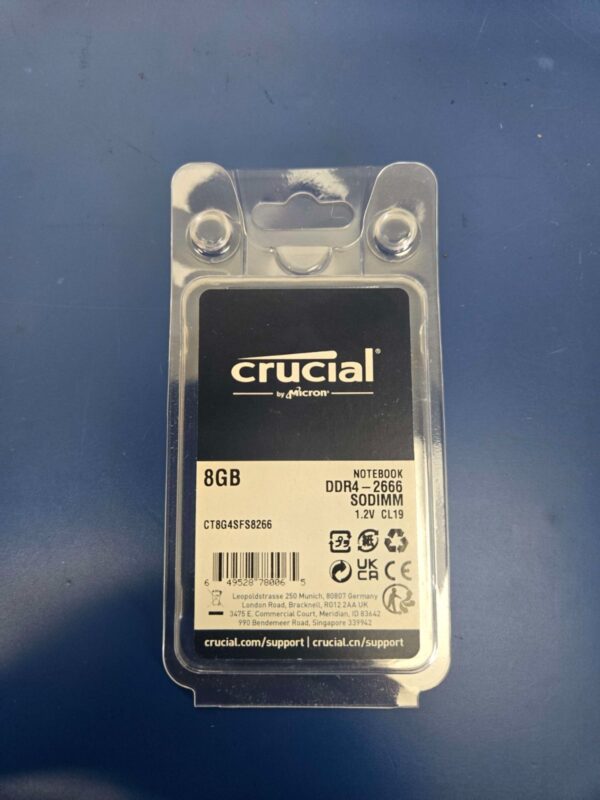 crucial®
by Micron®
8GB
NOTEBOOK
DDR4-2666
SODIMM
1.2V CL19
CT8G4SFS8266
紙
UK
CA
CE
6 49528 78006 5
Leopoldstrasse 250 Munich, 80807 Germany
London Road, Bracknell, RG12 2AA UK
3475 E. Commercial Court, Meridian, ID 83642
990 Bendemeer Road, Singapore 339942
crucial.com/support | crucial.cn/support